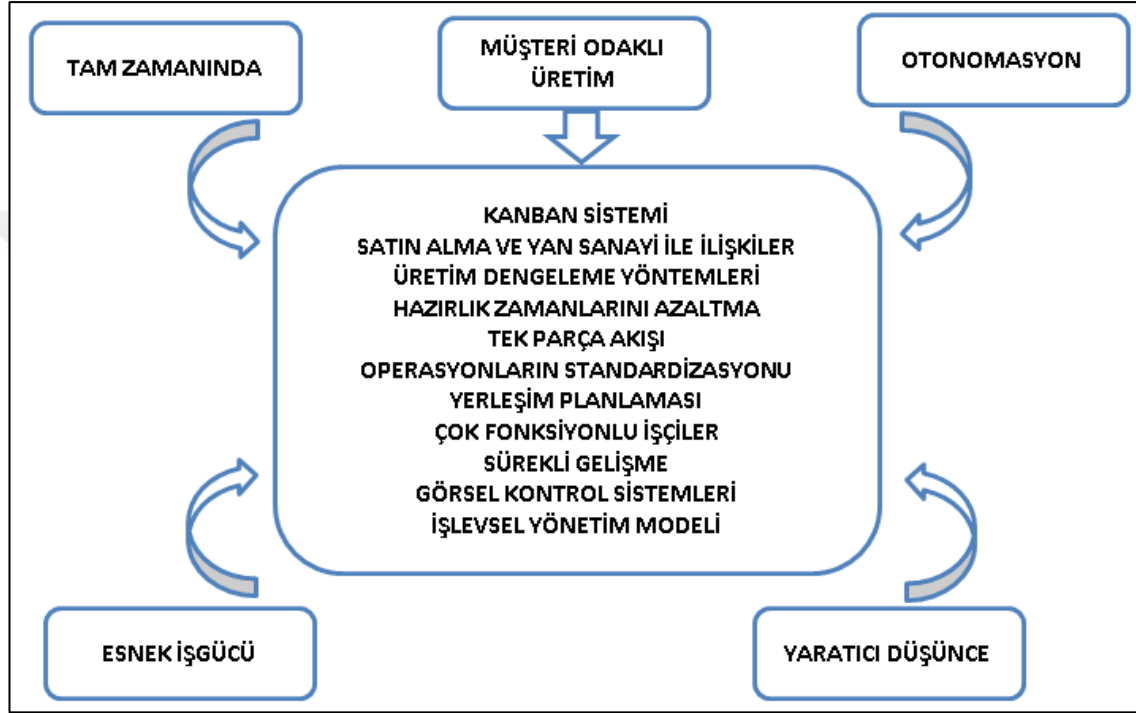 TAM ZAMANINDA
MÜŞTERİ ODAKLI
ÜRETİM
OTONOMASYON
KANBAN SİSTEMİ
SATIN ALMA VE YAN SANAYİ İLE İLİŞKİLER
ÜRETİM DENGELEME YÖNTEMLERİ
HAZIRLIK ZAMANLARINI AZALTMA
TEK PARÇA AKIŞI
OPERASYONLARIN STANDARDİZASYONU
YERLEŞİM PLANLAMASI
ÇOK FONKSİYONLU İŞÇİLER
SÜREKLİ GELİŞME
GÖRSEL KONTROL SİSTEMLERİ
İŞLEVSEL YÖNETİM MODELİ
ESNEK İŞGÜCÜ
YARATICI DÜŞÜNCE